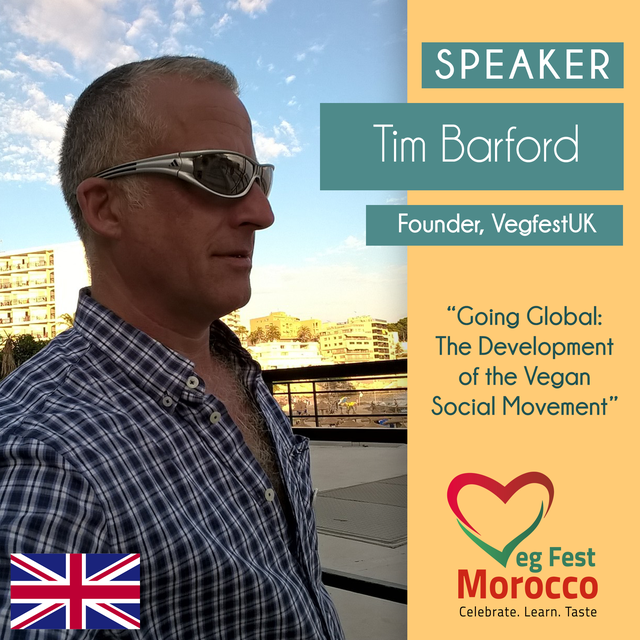 SPEAKER
Tim Barford
Founder, VegfestUK
“Going Global:
The Development
of the Vegan
Social Movement”
Veg Fest
Morocco
Celebrate. Learn. Taste